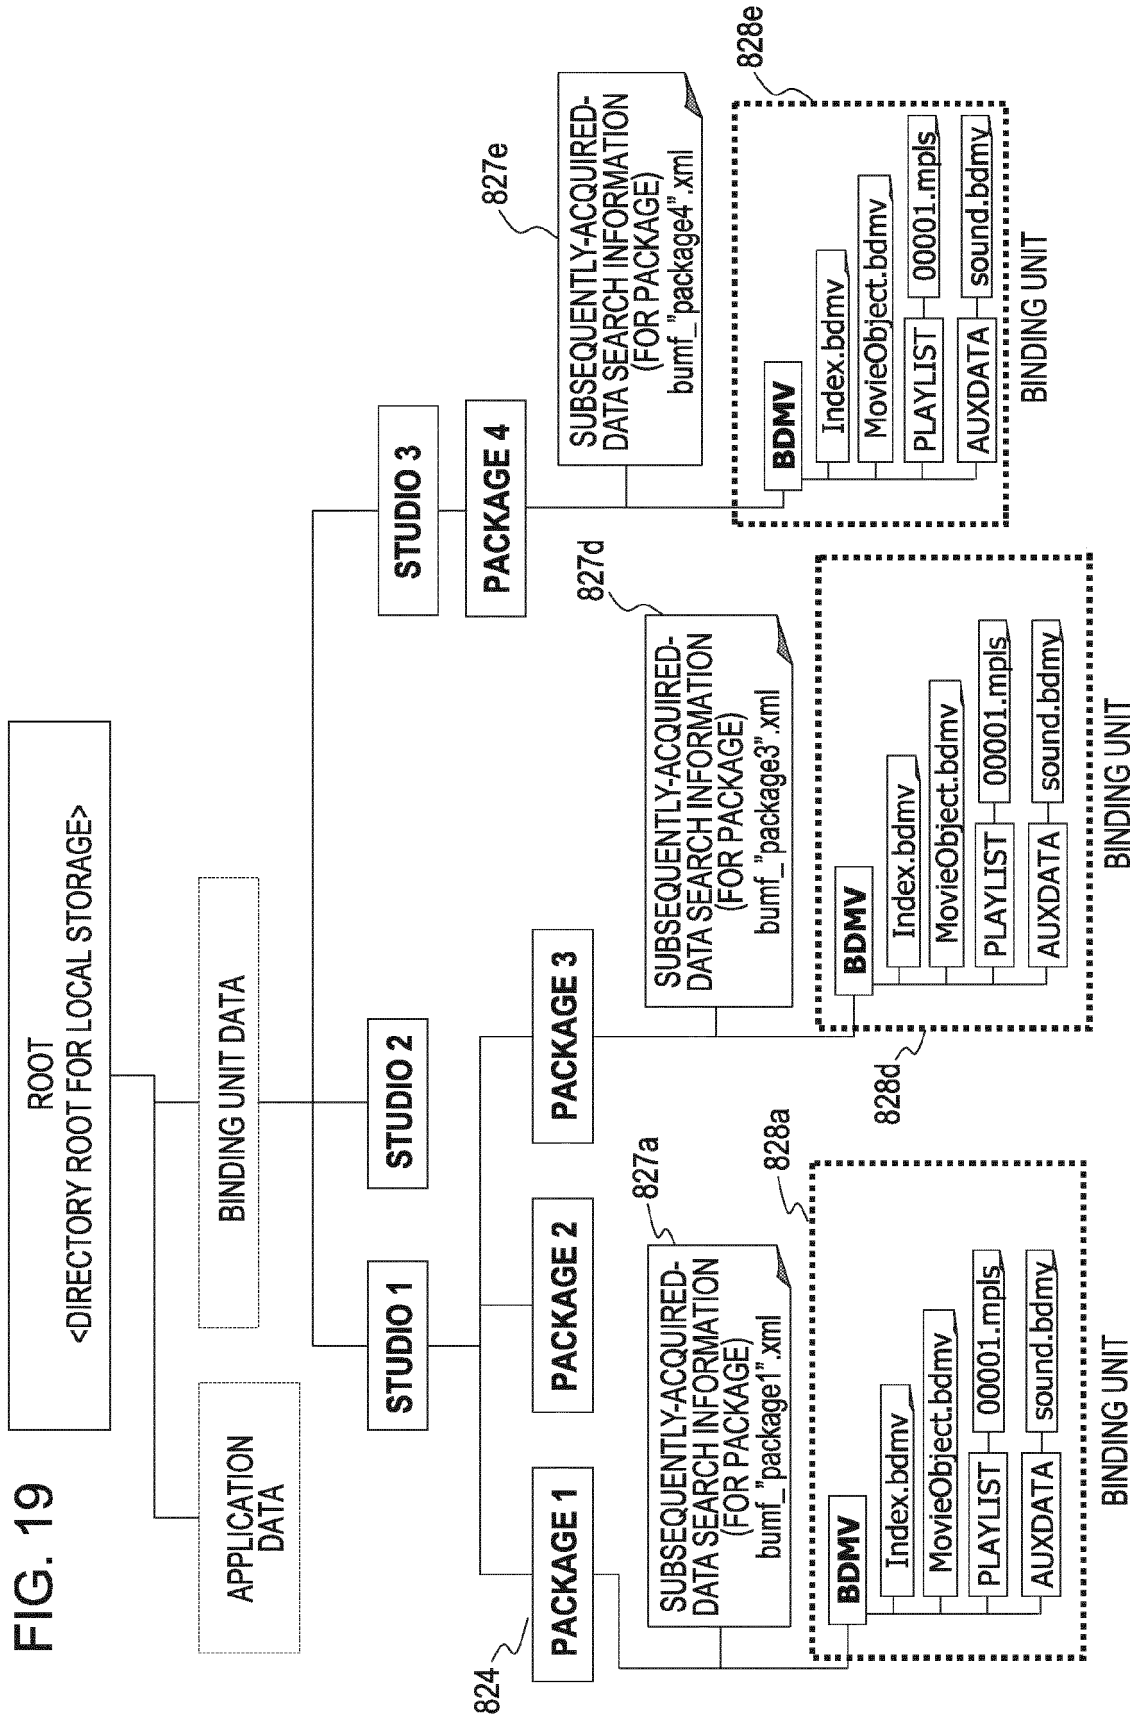 FIG. 19
ROOT
<DIRECTORY ROOT FOR LOCAL STORAGE>
APPLICATION
DATA
BINDING UNIT DATA
STUDIO 1
STUDIO 2
STUDIO 3
824
PACKAGE 1
PACKAGE 2
PACKAGE 3
PACKAGE 4
827a
SUBSEQUENTLY-ACQUIRED-
DATA SEARCH INFORMATION
(FOR PACKAGE)
bumf_"package1".xml
828a
BDMV
Index.bdmv
MovieObject.bdmv
PLAYLIST
00001.mpls
AUXDATA
sound.bdmv
BINDING UNIT
827d
SUBSEQUENTLY-ACQUIRED-
DATA SEARCH INFORMATION
(FOR PACKAGE)
bumf_"package3".xml
828d
BDMV
Index.bdmv
MovieObject.bdmv
PLAYLIST
00001.mpls
AUXDATA
sound.bdmv
BINDING UNIT
827e
SUBSEQUENTLY-ACQUIRED-
DATA SEARCH INFORMATION
(FOR PACKAGE)
bumf_"package4".xml
828e
BDMV
Index.bdmv
MovieObject.bdmv
PLAYLIST
00001.mpls
AUXDATA
sound.bdmv
BINDING UNIT